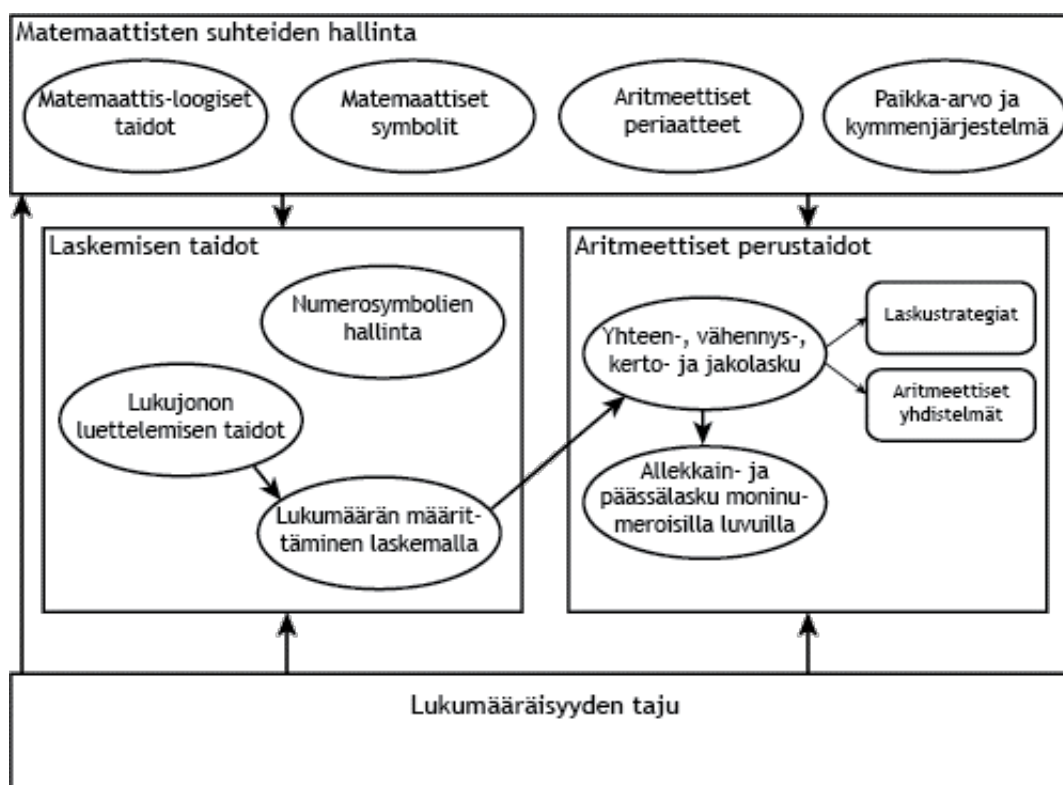 Matemaattisten suhteiden hallinta
Matemaattis-loogiset
taidot
Matemaattiset
symbolit
Aritmeettiset
periaatteet
Paikka-arvo ja
kymmenjärjestelmä
Laskemisen taidot
Numerosymbolien
hallinta
Lukujonon
luettelemisen taidot
Lukumäärän määrit-
täminen laskemalla
Aritmeettiset perustaidot
Yhteen-, vähennys-,
kerto- ja jakolasku
Laskustrategiat
Aritmeettiset
yhdistelmät
Allekkain- ja
päässälasku moninu-
meroisilla luvuilla
Lukumääräisyyden taju